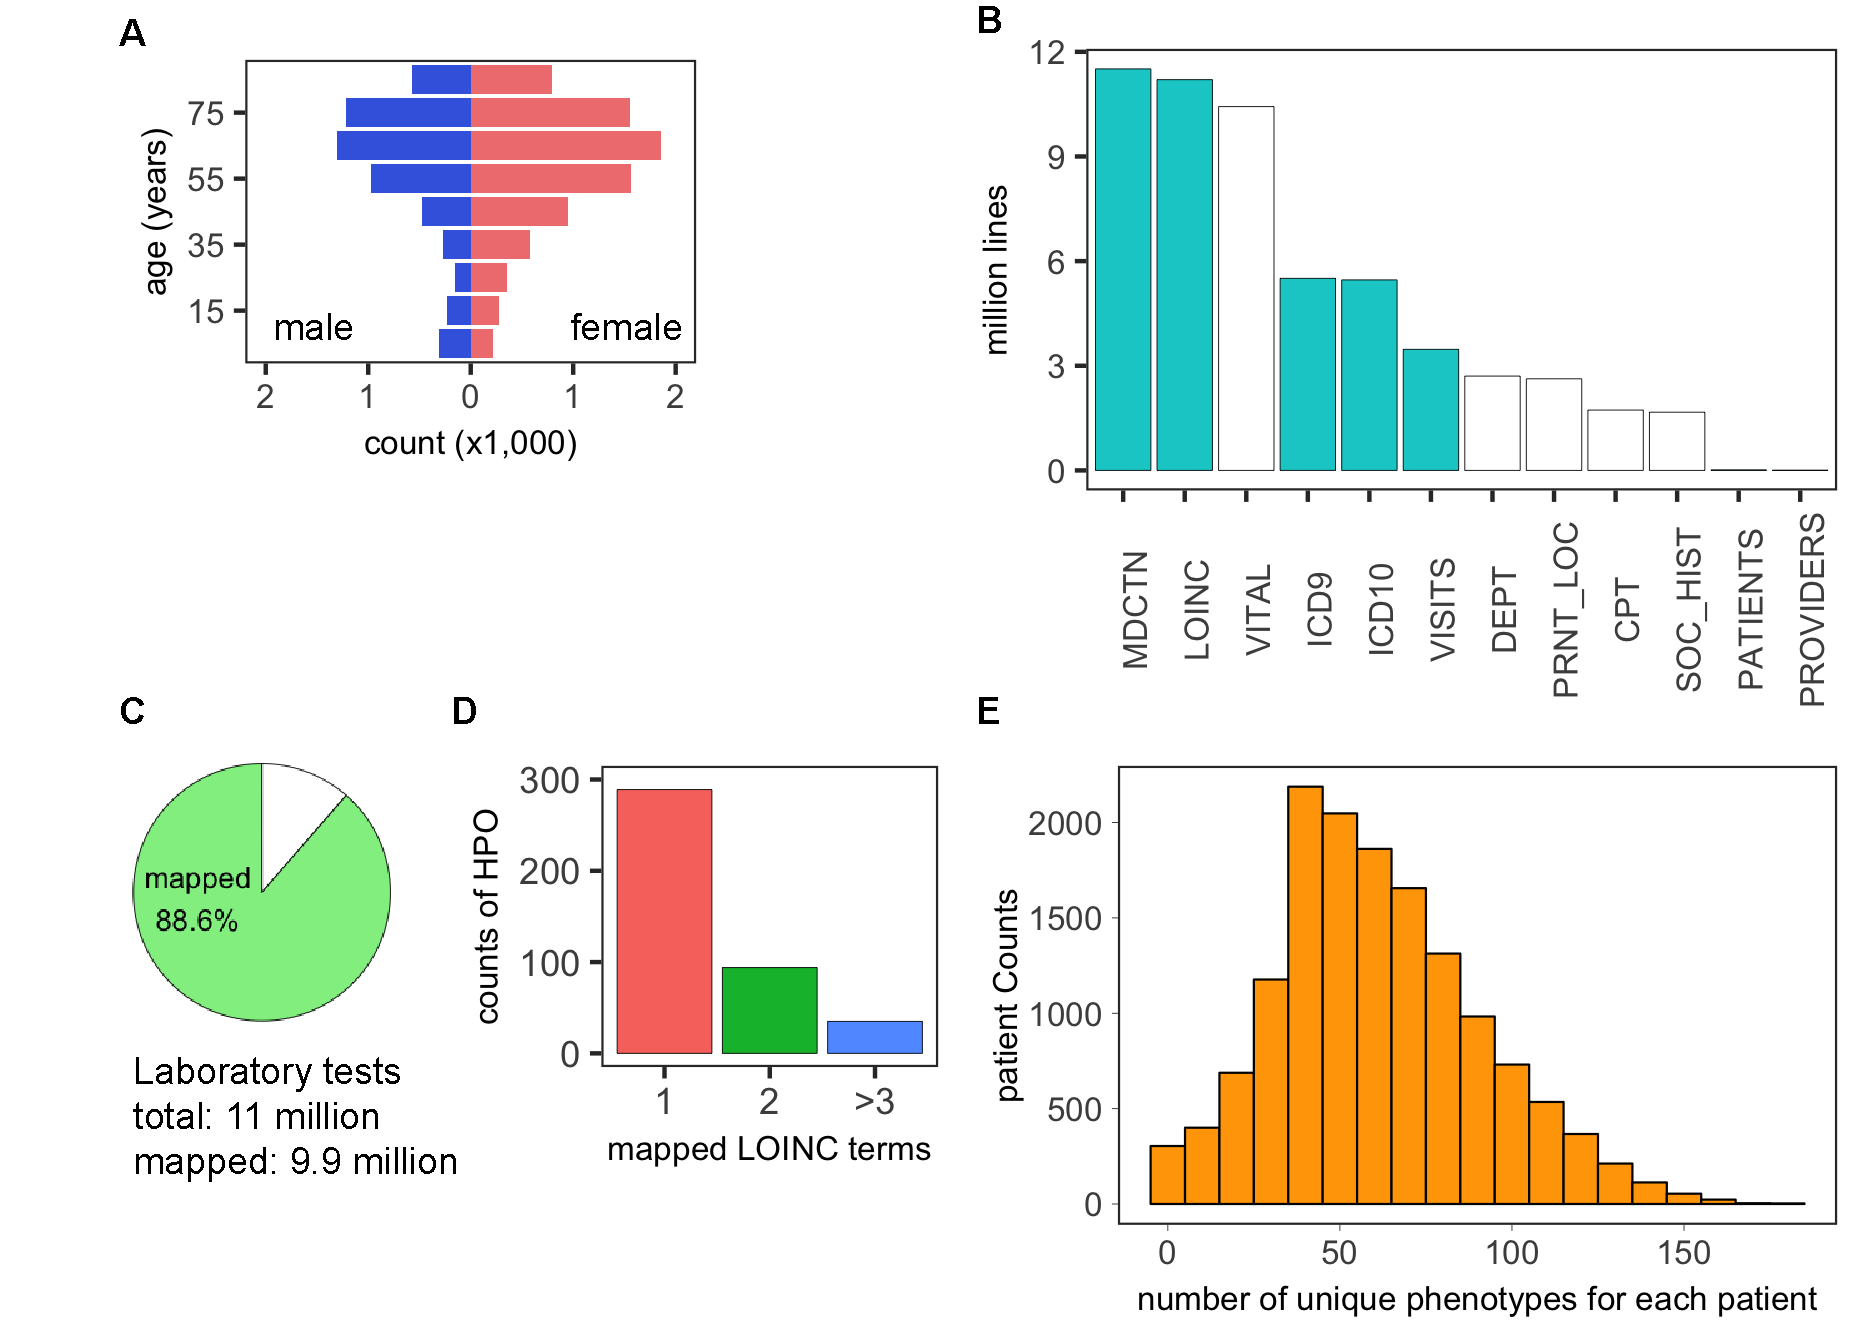 A
75
55
35
15
age (years)
male
female
2
1
0
1
2
count (x1,000)
B
12
9
6
3
0
million lines
MDCTN
LOINC
VITAL
ICD9
ICD10
VISITS
DEPT
PRNT_LOC
CPT
SOC_HIST
PATIENTS
PROVIDERS
C
mapped
88.6%
Laboratory tests
total: 11 million
mapped: 9.9 million
D
300
200
100
0
counts of HPO
1
2
>3
mapped LOINC terms
E
2000
1500
1000
500
0
patient Counts
0
50
100
150
number of unique phenotypes for each patient